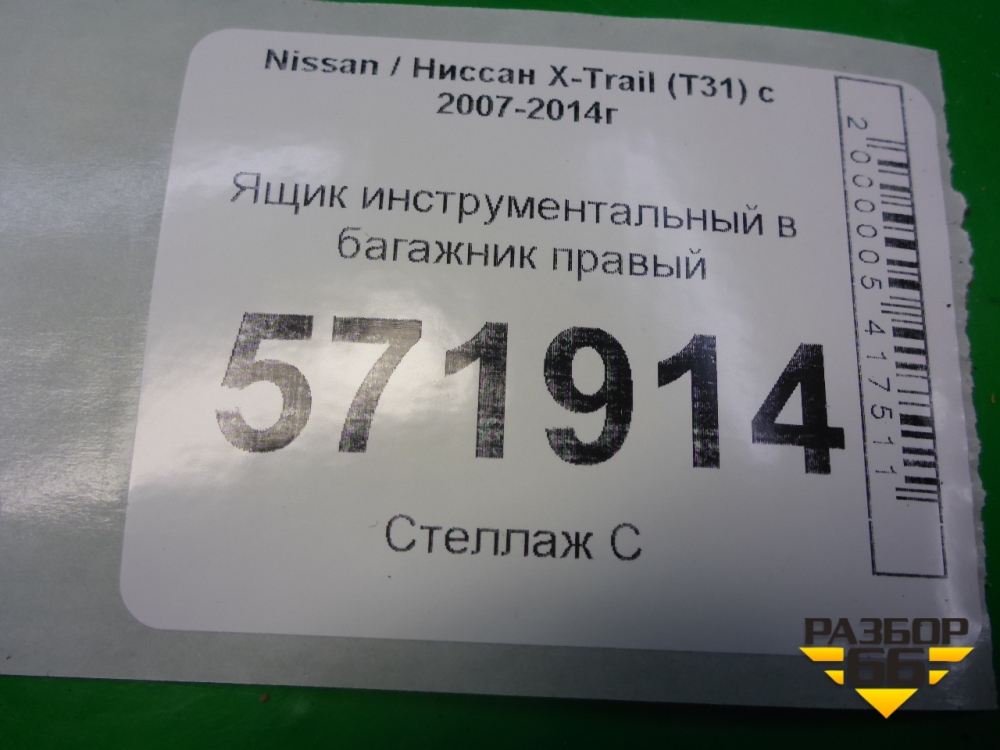 Nissan / Ниссан X-Trail (T31) с
2007-2014г
Ящик инструментальный в
багажник правый
571914
Стеллаж С
2000005417511
РАЗБОР
66